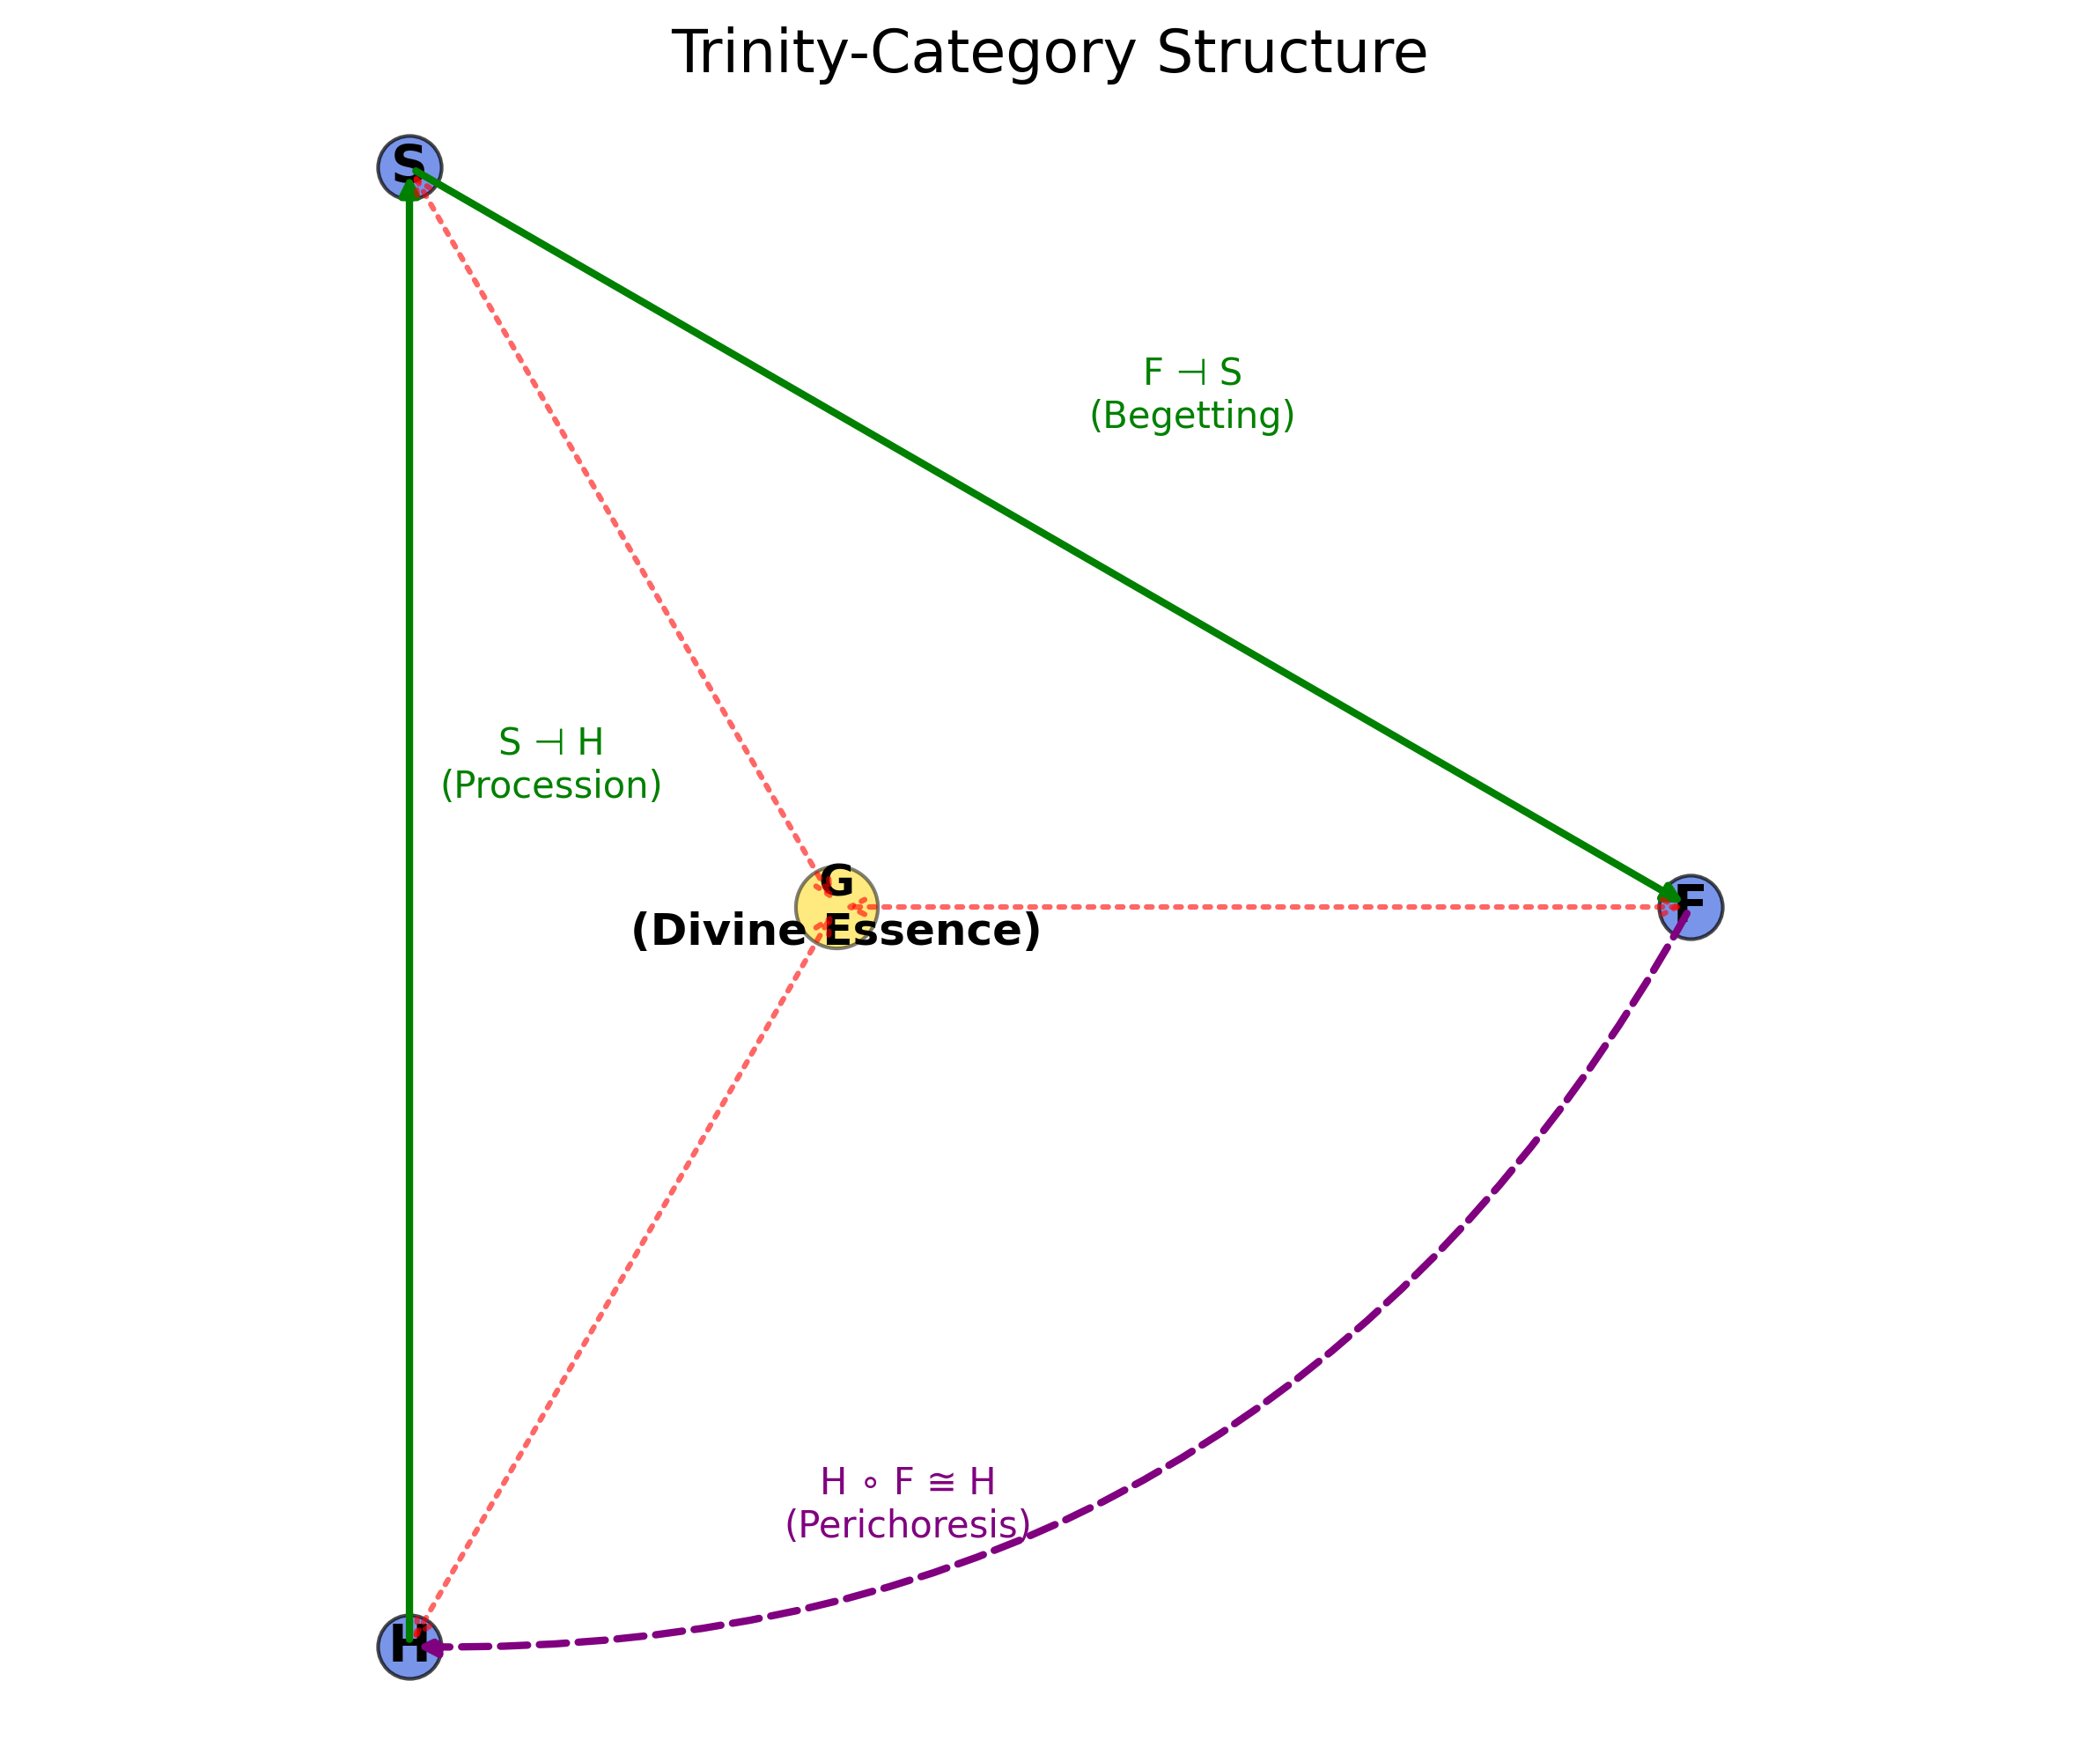 Trinity-Category Structure
S
F ⊣ S
(Begetting)
S ⊣ H
(Procession)
G
(Divine Essence)
F
H ∘ F ≅ H
(Perichoresis)
H